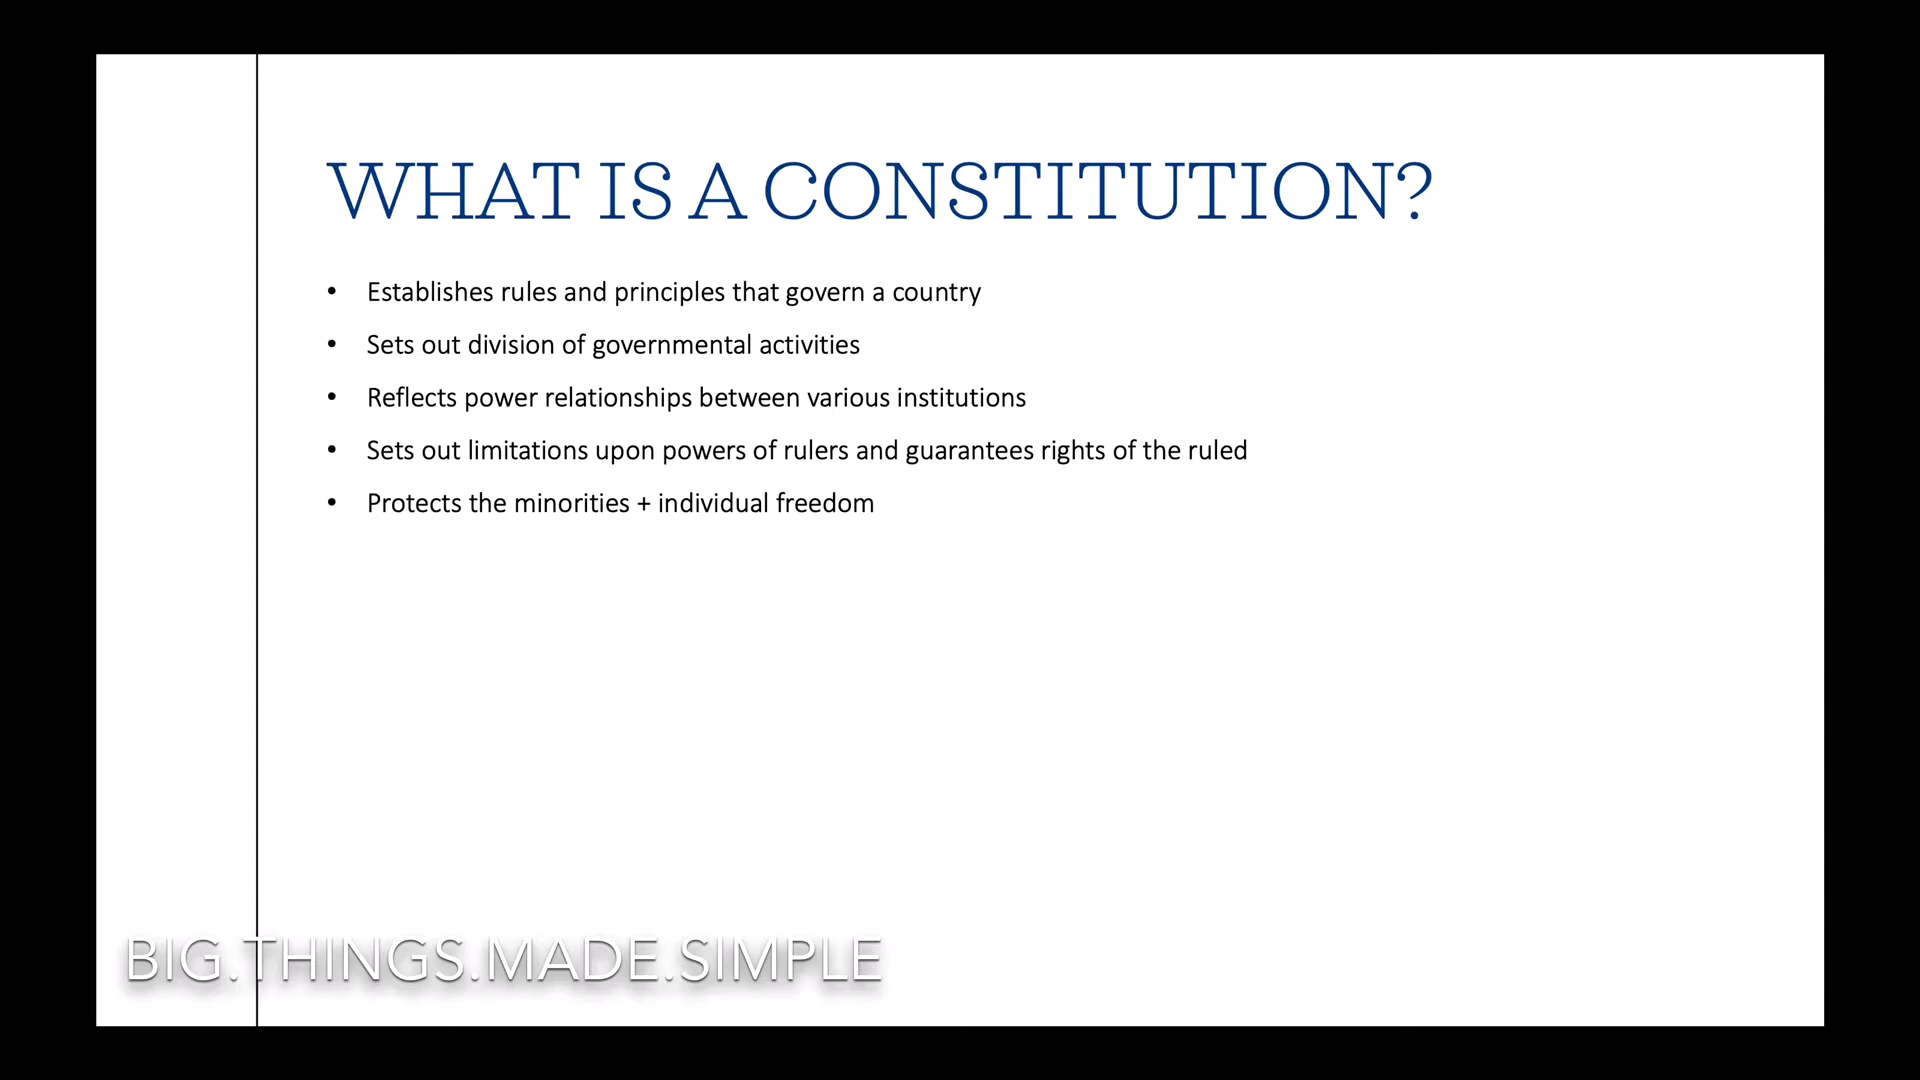 WHAT IS A CONSTITUTION?
• Establishes rules and principles that govern a country
• Sets out division of governmental activities
• Reflects power relationships between various institutions
• Sets out limitations upon powers of rulers and guarantees rights of the ruled
• Protects the minorities + individual freedom
BIG.THINGS.MADE.SIMPLE